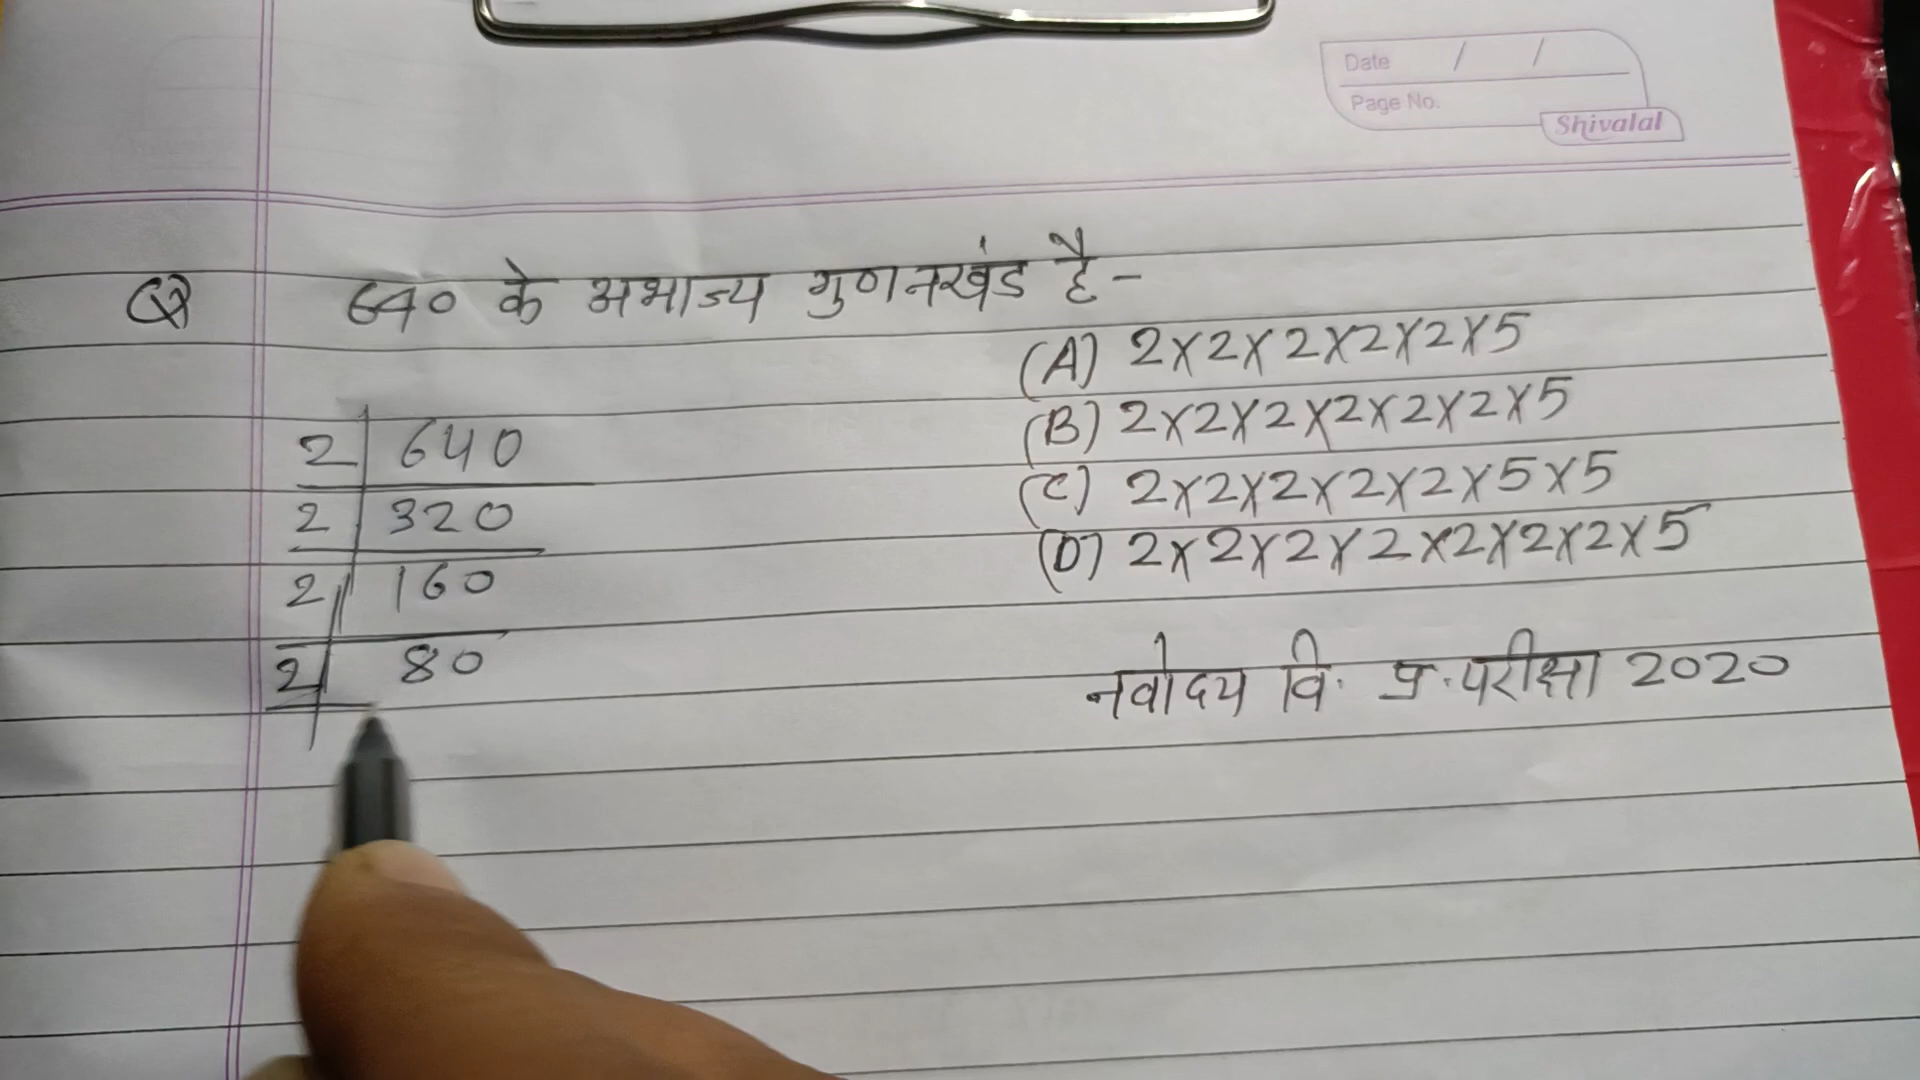 Date / /
Page No.
Shivalal
Q 640 के अभाज्य गुणनखंड है -
(A) 2×2×2×2×2×5
(B) 2×2×2×2×2×2×5
(C) 2×2×2×2×2×5×5
(D) 2×2×2×2×2×2×2×5
नवोदय वि. प्र. परीक्षा 2020
2 640
2 320
2 160
2 80